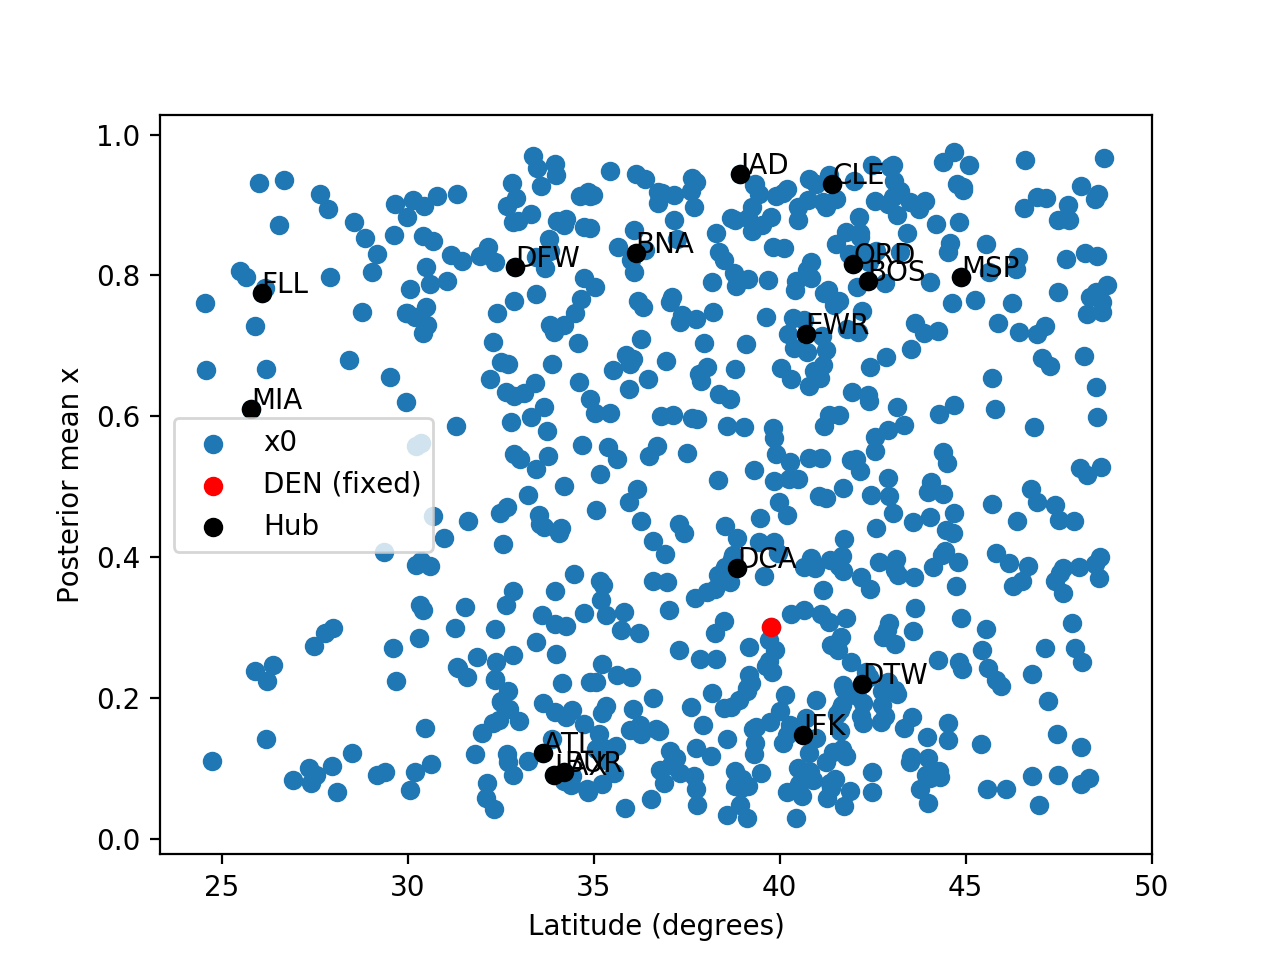 1.0
0.8
0.6
0.4
0.2
0.0
Posterior mean x
IAD
CLE
BNA
DFW
ORD
BOS
MSP
FLL
EWR
MIA
x0
DEN (fixed)
Hub
DCA
DTW
JFK
ATL
LAX
BUR
25
30
35
40
45
50
Latitude (degrees)